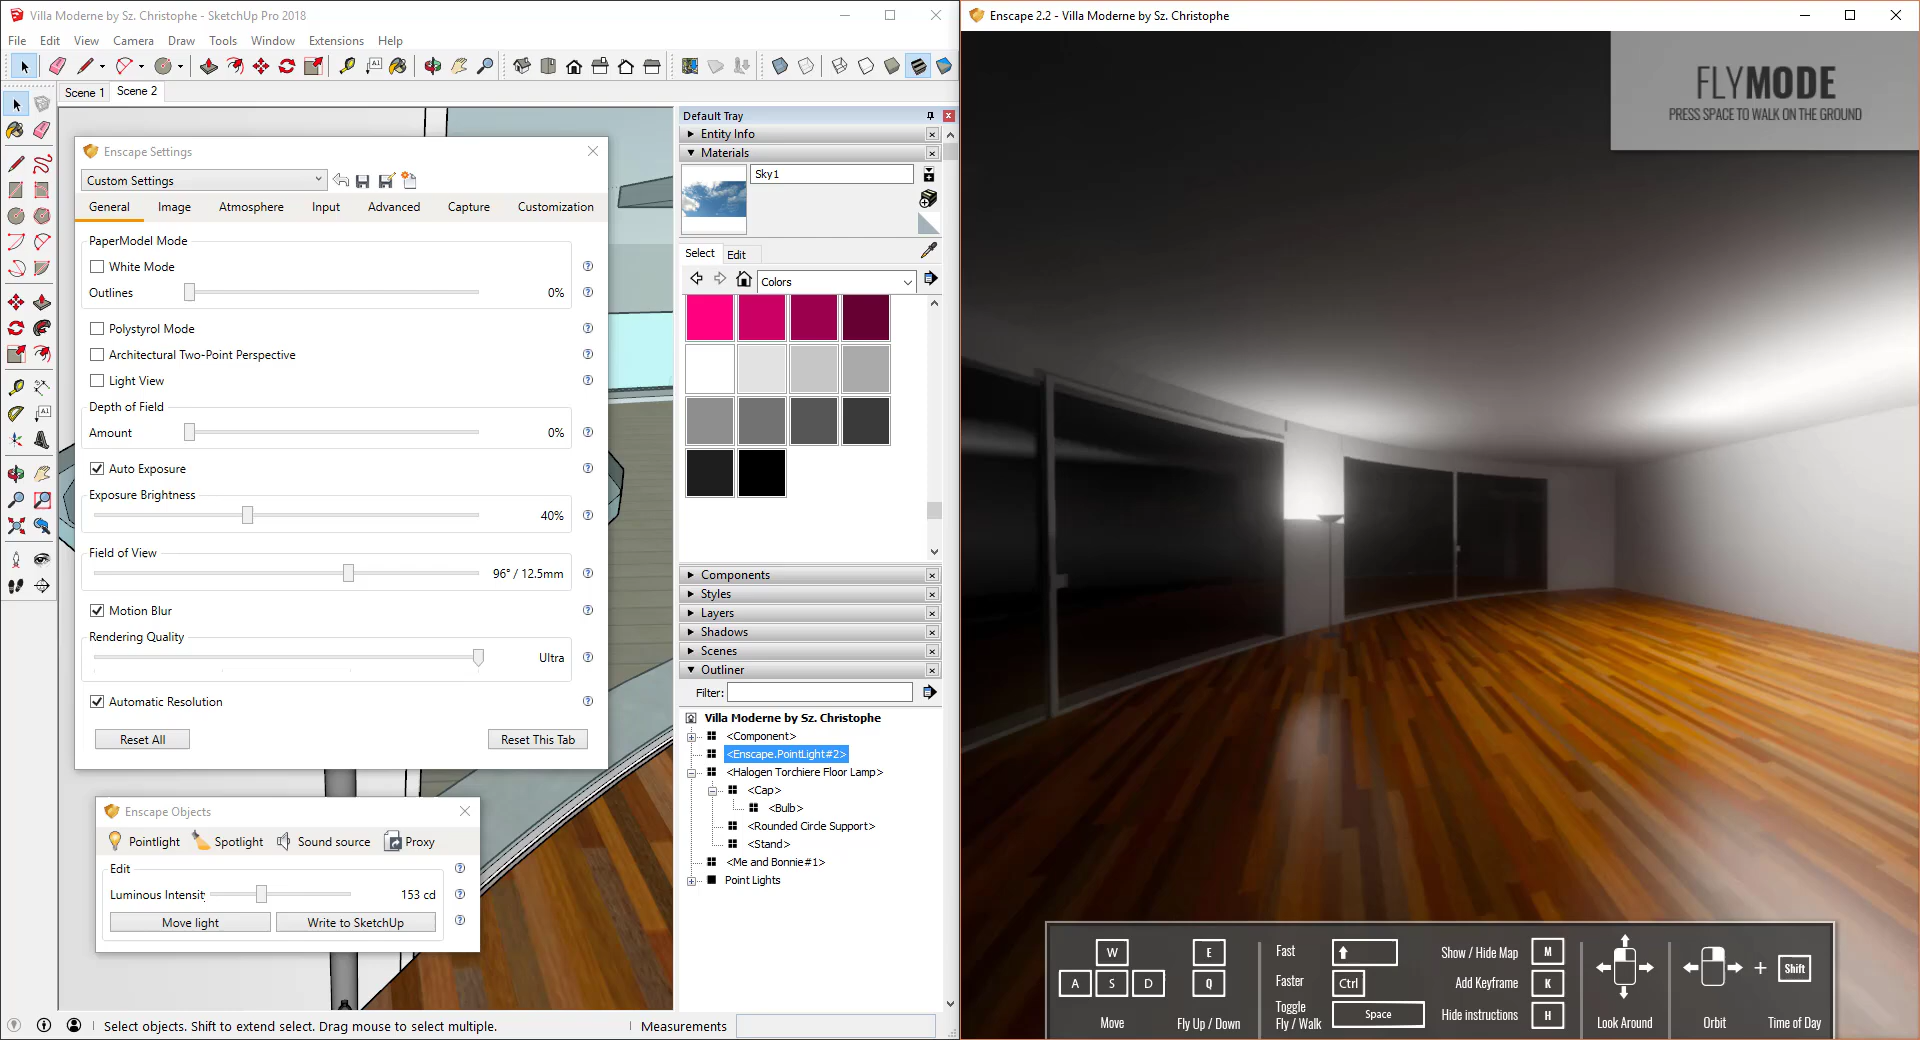 Villa Moderne by Sz. Christophe - SketchUp Pro 2018
File Edit View Camera Draw Tools Window Extensions Help
Scene 1 Scene 2
Enscape Settings
Custom Settings
General Image Atmosphere Input Advanced Capture Customization
PaperModel Mode
White Mode
Outlines 0%
Polystyrol Mode
Architectural Two-Point Perspective
Light View
Depth of Field
Amount 0%
Auto Exposure
Exposure Brightness
40%
Field of View
96° / 12.5mm
Motion Blur
Rendering Quality
Ultra
Automatic Resolution
Reset All Reset This Tab
Enscape Objects
Pointlight Spotlight Sound source Proxy
Edit
Luminous Intensit 153 cd
Move light Write to SketchUp
Select objects. Shift to extend select. Drag mouse to select multiple.
Measurements
Default Tray
Entity Info
Materials
Sky1
Select Edit
Colors
Components
Styles
Layers
Shadows
Scenes
Outliner
Filter:
Villa Moderne by Sz. Christophe
<Component>
<Enscape.PointLight#2>
<Halogen Torchiere Floor Lamp>
<Cap>
<Bulb>
<Rounded Circle Support>
<Stand>
<Me and Bonnie#1>
Point Lights
Enscape 2.2 - Villa Moderne by Sz. Christophe
FLYMODE
PRESS SPACE TO WALK ON THE GROUND
W
A S D
Move
E
Q
Fly Up / Down
Fast
Faster Ctrl
Toggle
Fly / Walk Space
Show / Hide Map M
Add Keyframe K
Hide instructions H
Look Around
Orbit
+ Shift
Time of Day